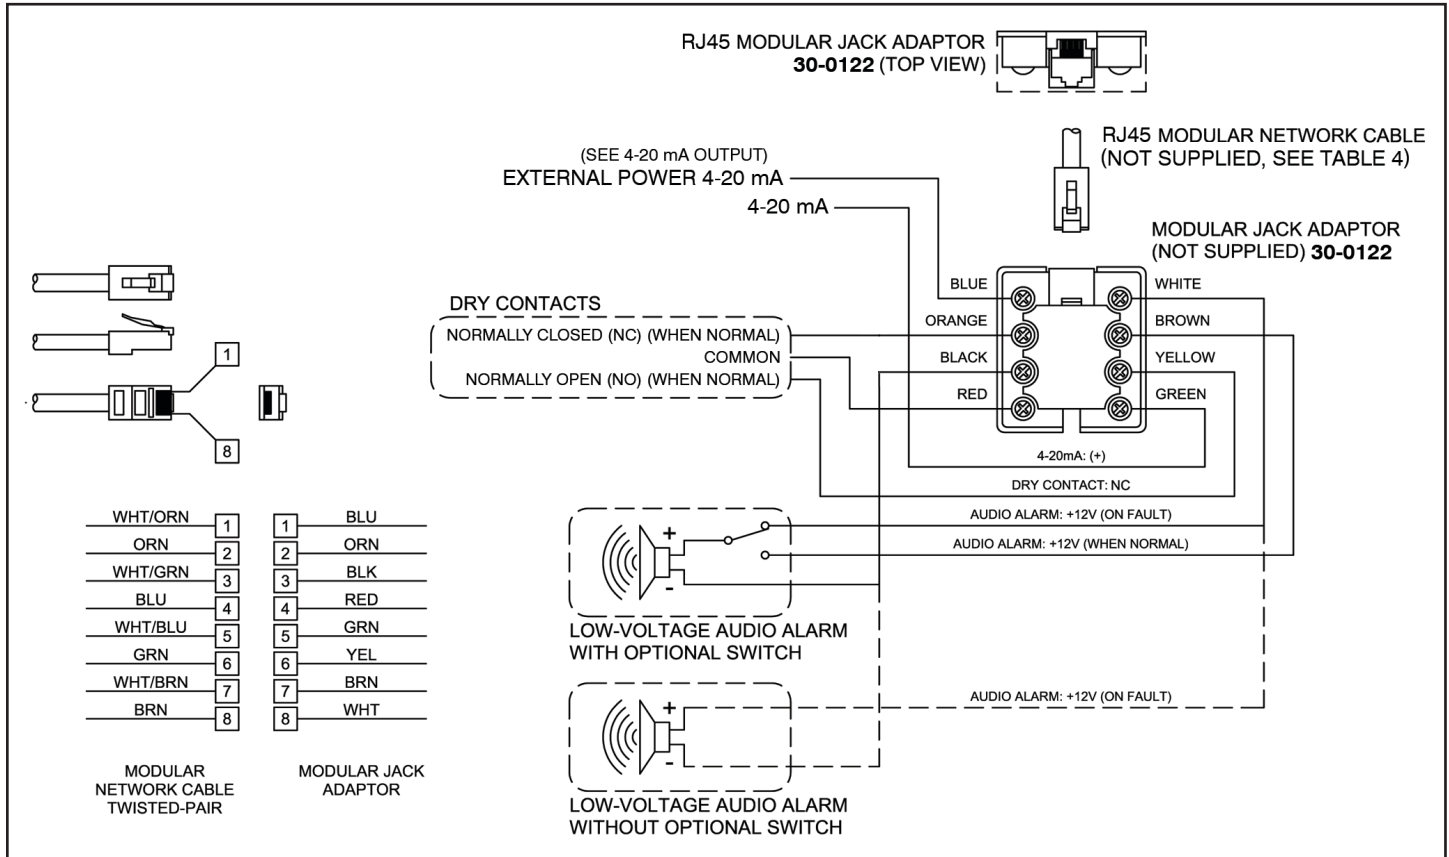 RJ45 MODULAR JACK ADAPTOR
30-0122 (TOP VIEW)
RJ45 MODULAR NETWORK CABLE
(NOT SUPPLIED, SEE TABLE 4)
(SEE 4-20 mA OUTPUT)
EXTERNAL POWER 4-20 mA
4-20 mA
MODULAR JACK ADAPTOR
(NOT SUPPLIED) 30-0122
BLUE
WHITE
ORANGE
BROWN
BLACK
YELLOW
RED
GREEN
DRY CONTACTS
NORMALLY CLOSED (NC) (WHEN NORMAL)
COMMON
NORMALLY OPEN (NO) (WHEN NORMAL)
1
8
4-20mA: (+)
DRY CONTACT: NC
AUDIO ALARM: +12V (ON FAULT)
AUDIO ALARM: +12V (WHEN NORMAL)
+
-
LOW-VOLTAGE AUDIO ALARM
WITH OPTIONAL SWITCH
AUDIO ALARM: +12V (ON FAULT)
+
-
LOW-VOLTAGE AUDIO ALARM
WITHOUT OPTIONAL SWITCH
WHT/ORN 1
ORN 2
WHT/GRN 3
BLU 4
WHT/BLU 5
GRN 6
WHT/BRN 7
BRN 8
MODULAR
NETWORK CABLE
TWISTED-PAIR
1 BLU
2 ORN
3 BLK
4 RED
5 GRN
6 YEL
7 BRN
8 WHT
MODULAR JACK
ADAPTOR